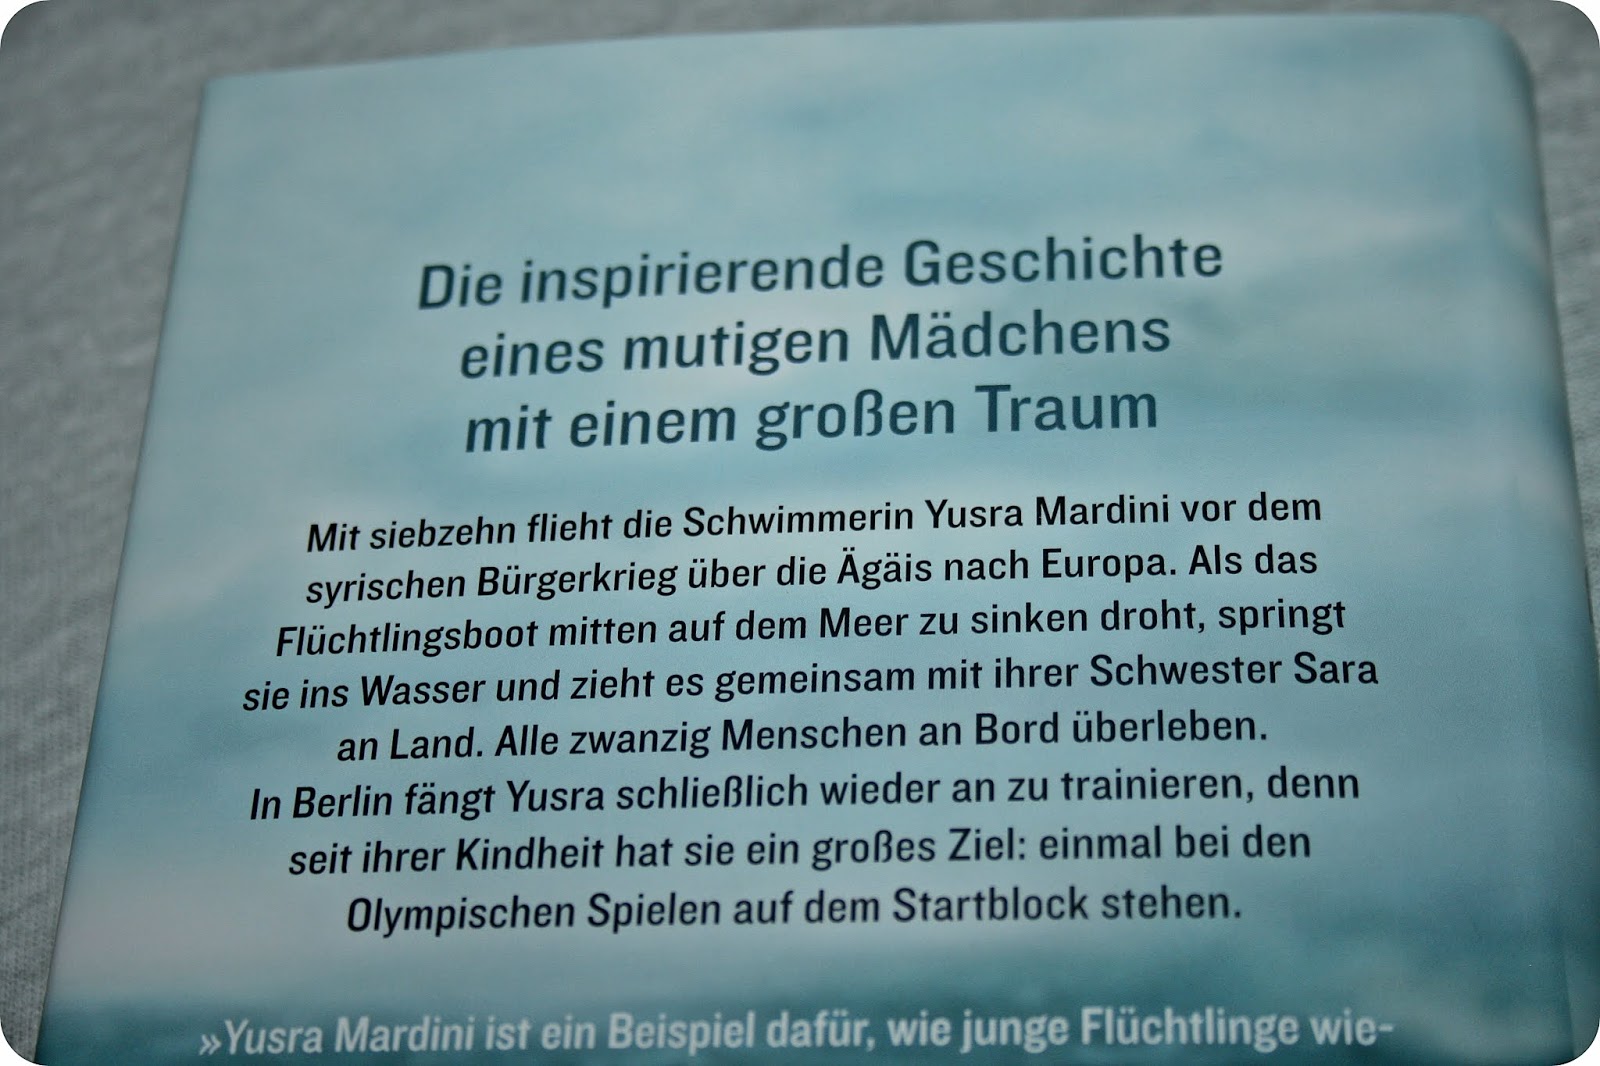 Die inspirierende Geschichte
eines mutigen Mädchens
mit einem großen Traum
Mit siebzehn flieht die Schwimmerin Yusra Mardini vor dem
syrischen Bürgerkrieg über die Ägäis nach Europa. Als das
Flüchtlingsboot mitten auf dem Meer zu sinken droht, springt
sie ins Wasser und zieht es gemeinsam mit ihrer Schwester Sara
an Land. Alle zwanzig Menschen an Bord überleben.
In Berlin fängt Yusra schließlich wieder an zu trainieren, denn
seit ihrer Kindheit hat sie ein großes Ziel: einmal bei den
Olympischen Spielen auf dem Startblock stehen.
»Yusra Mardini ist ein Beispiel dafür, wie junge Flüchtlinge wie-